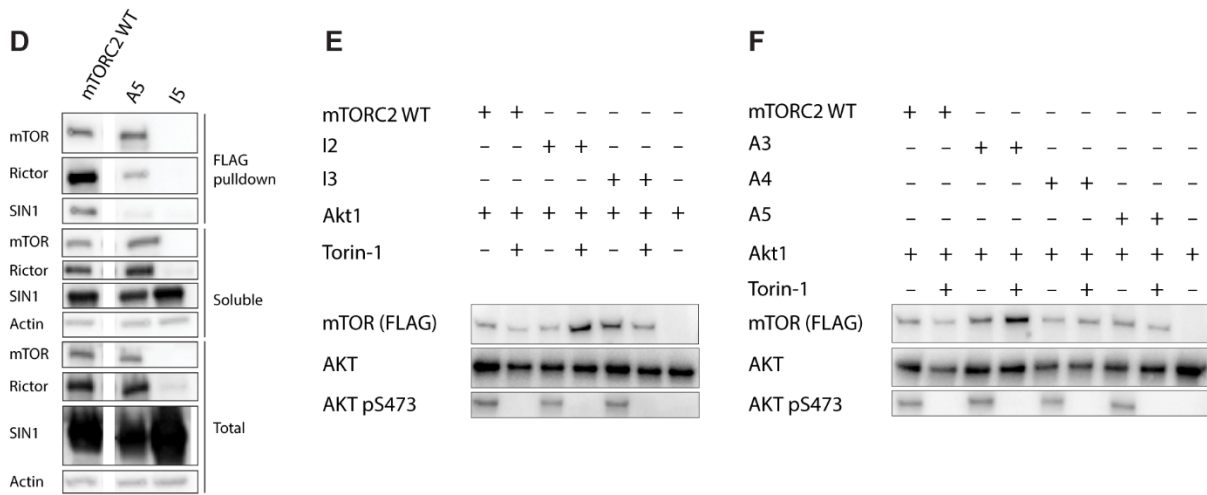 D
mTORC2 WT
A5
I5
mTOR
Rictor
SIN1
FLAG
pulldown
mTOR
Rictor
SIN1
Actin
Soluble
mTOR
Rictor
SIN1
Actin
Total
E
mTORC2 WT + + – – – – –
I2 – – + + – – –
I3 – – – – + + –
Akt1 + + + + + + +
Torin-1 – + – + – + –
mTOR (FLAG)
AKT
AKT pS473
F
mTORC2 WT + + – – – – – – –
A3 – – + + – – – – –
A4 – – – – + + – – –
A5 – – – – – – + + –
Akt1 + + + + + + + + +
Torin-1 – + – + – + – + –
mTOR (FLAG)
AKT
AKT pS473